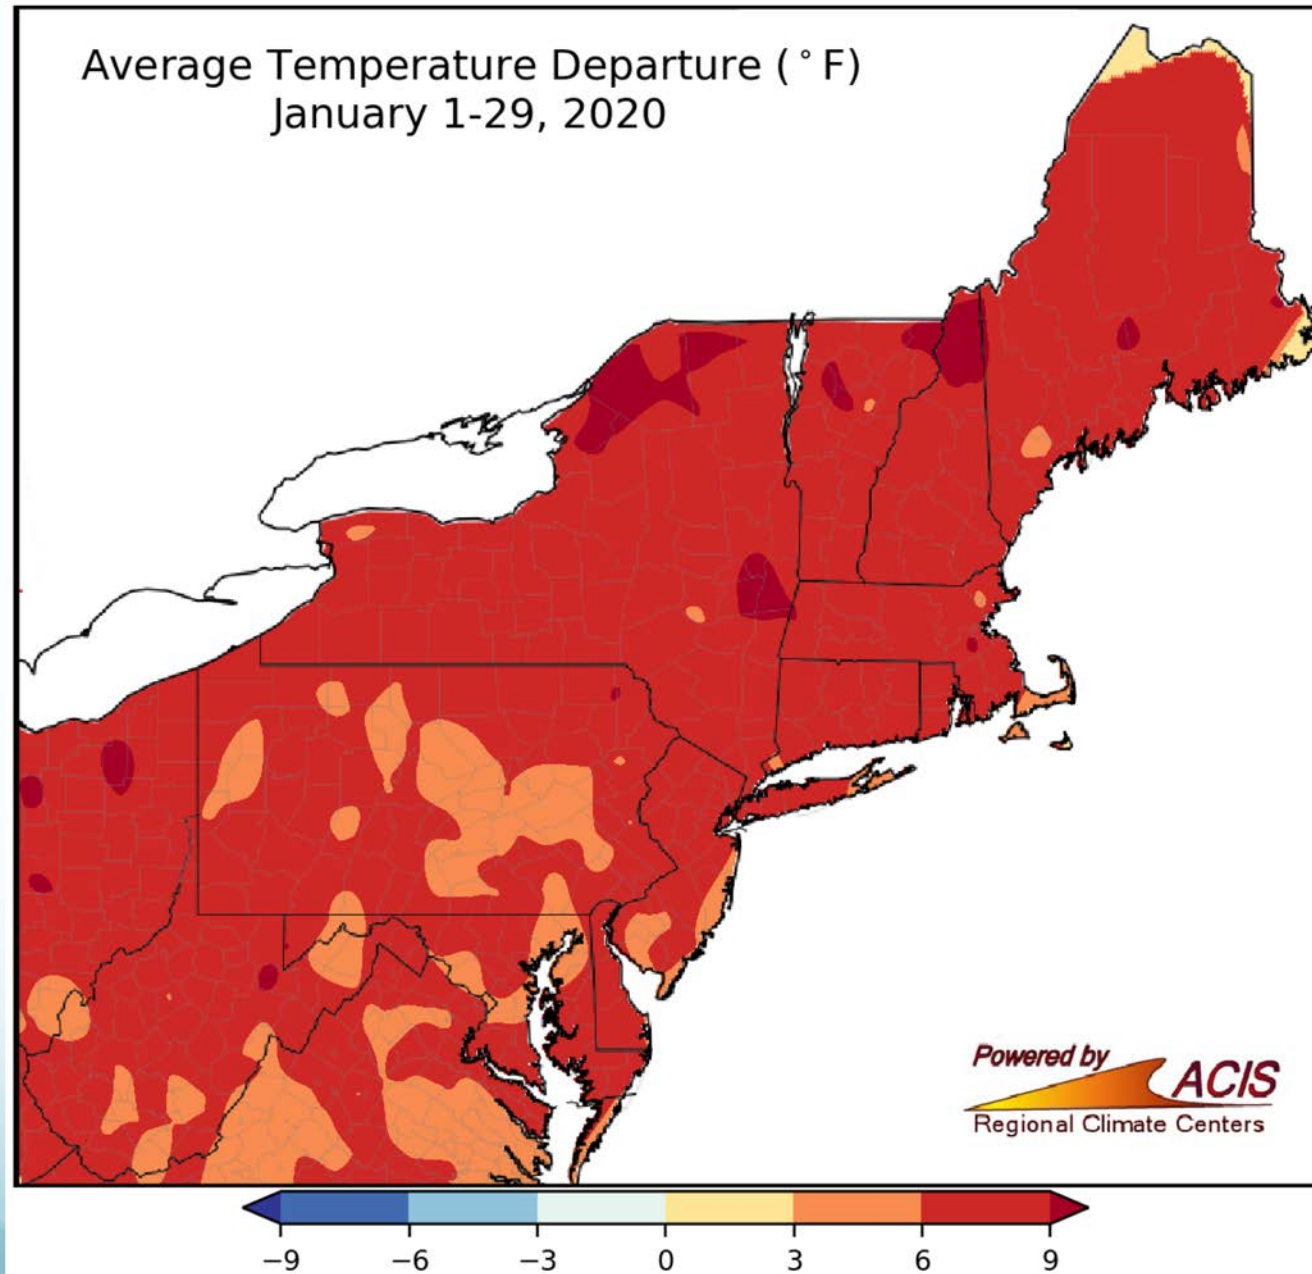 Average Temperature Departure (°F)
January 1-29, 2020
Powered by
ACIS
Regional Climate Centers
−9 −6 −3 0 3 6 9